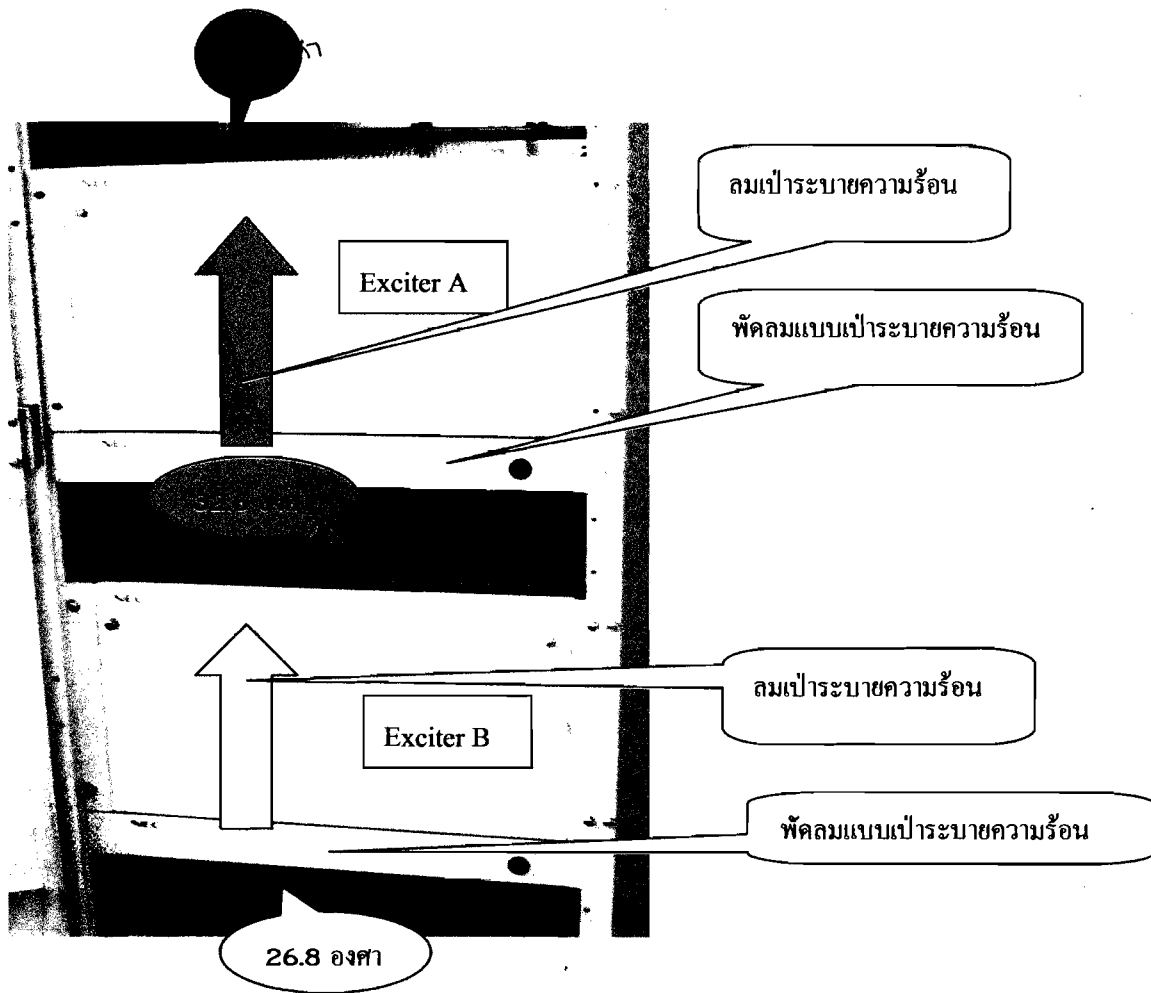 ลมเป่าระบายความร้อน
Exciter A
พัดลมแบบเป่าระบายความร้อน
NEC
ลมเป่าระบายความร้อน
Exciter B
พัดลมแบบเป่าระบายความร้อน
NEC
26.8 องศา